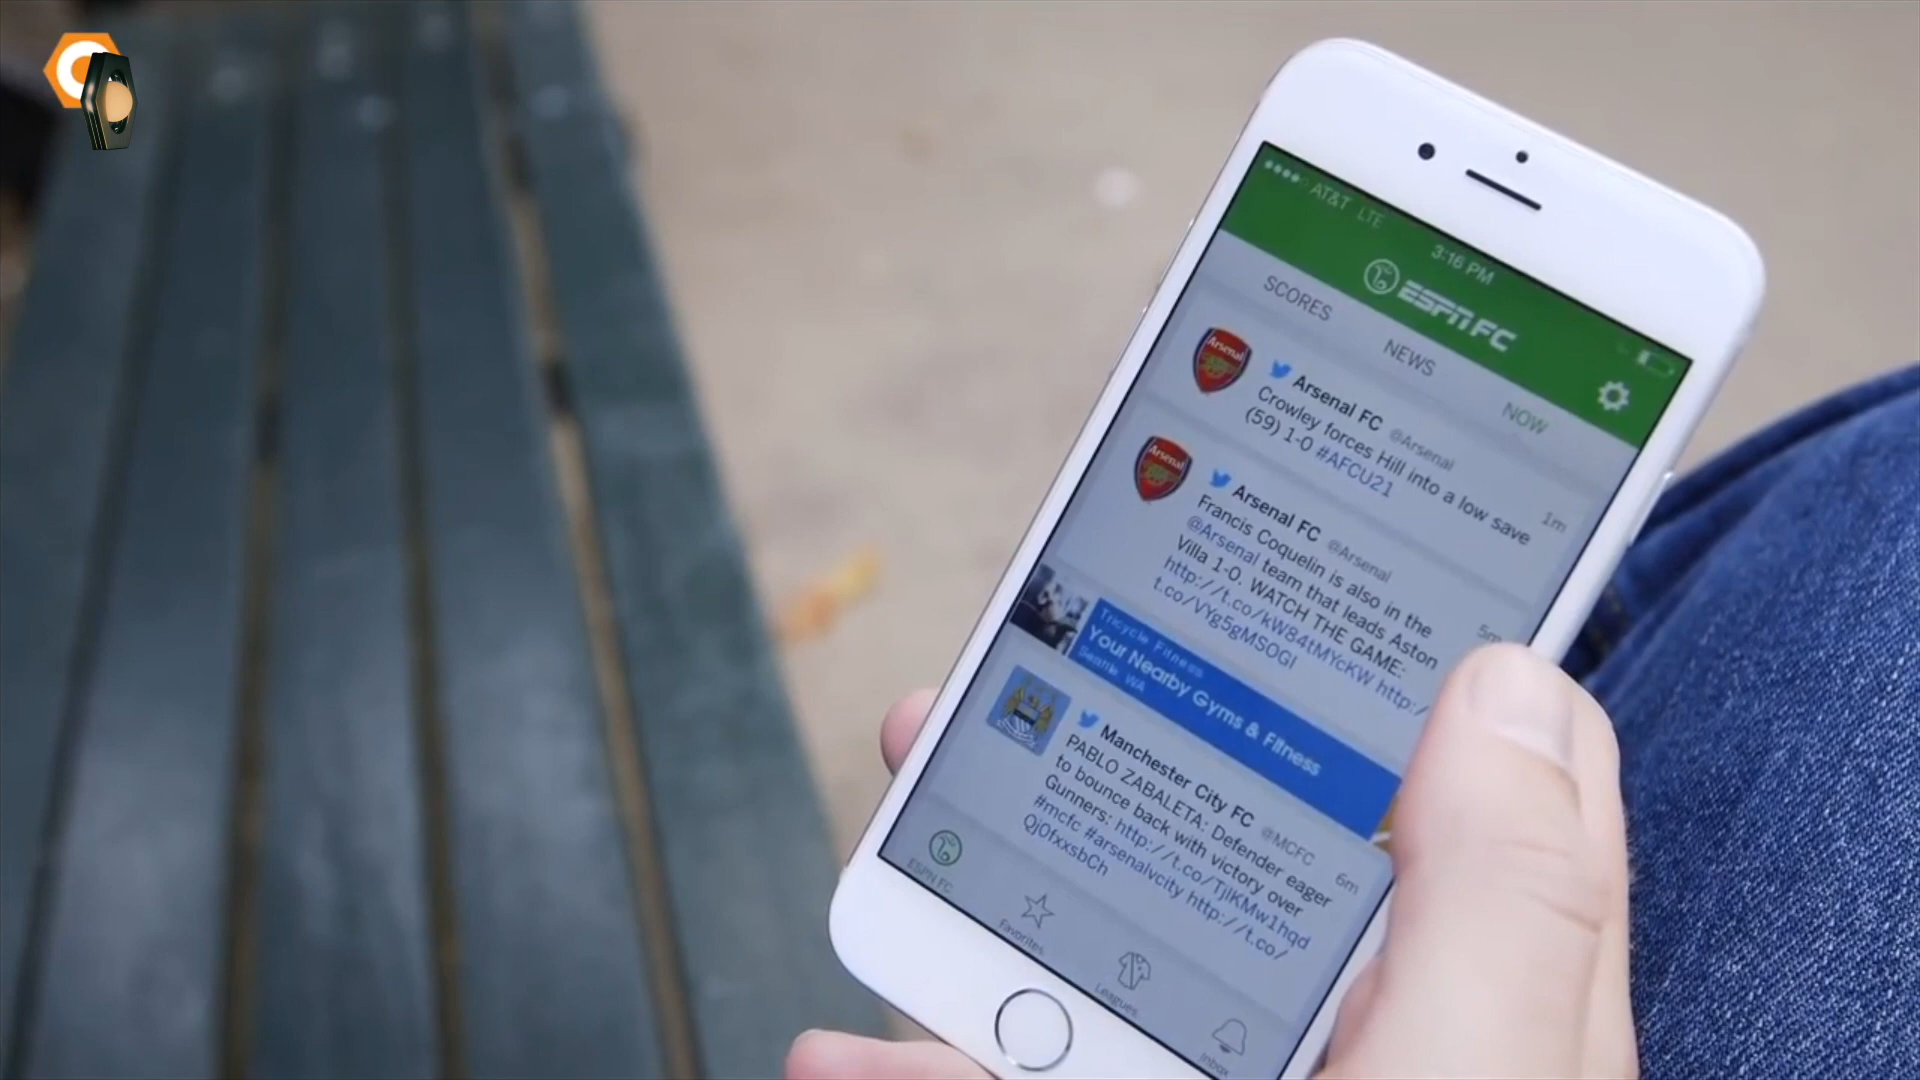 AT&T LTE
3:16 PM
ESPN FC
SCORES
NEWS
NOW
Arsenal FC @Arsenal
1m
Crowley forces Hill into a low save
(59) 1-0 #AFCU21
Arsenal FC @Arsenal
5m
Francis Coquelin is also in the
@Arsenal team that leads Aston
Villa 1-0. WATCH THE GAME:
http://t.co/kW84tMYcKW http:/
t.co/VYg5gMSOGI
Tricycle Fitness
Your Nearby Gyms & Fitness
Seattle WA
Manchester City FC @MCFC
6m
PABLO ZABALETA: Defender eager
to bounce back with victory over
Gunners: http://t.co/TjlKMw1hqd
#mcfc #arsenalvcity http://t.co/
Qj0fxxsbCh
ESPN FC
Favorites
Leagues
Inbox
Arsenal
Arsenal